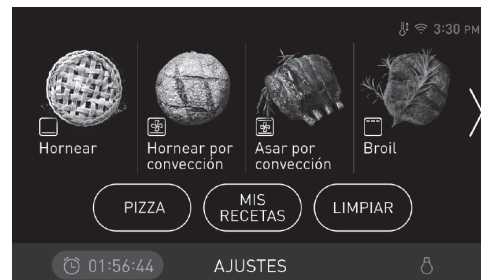 3:30 PM
Hornear
Hornear por
convección
Asar por
convección
Broil
PIZZA
MIS
RECETAS
LIMPIAR
01:56:44
AJUSTES